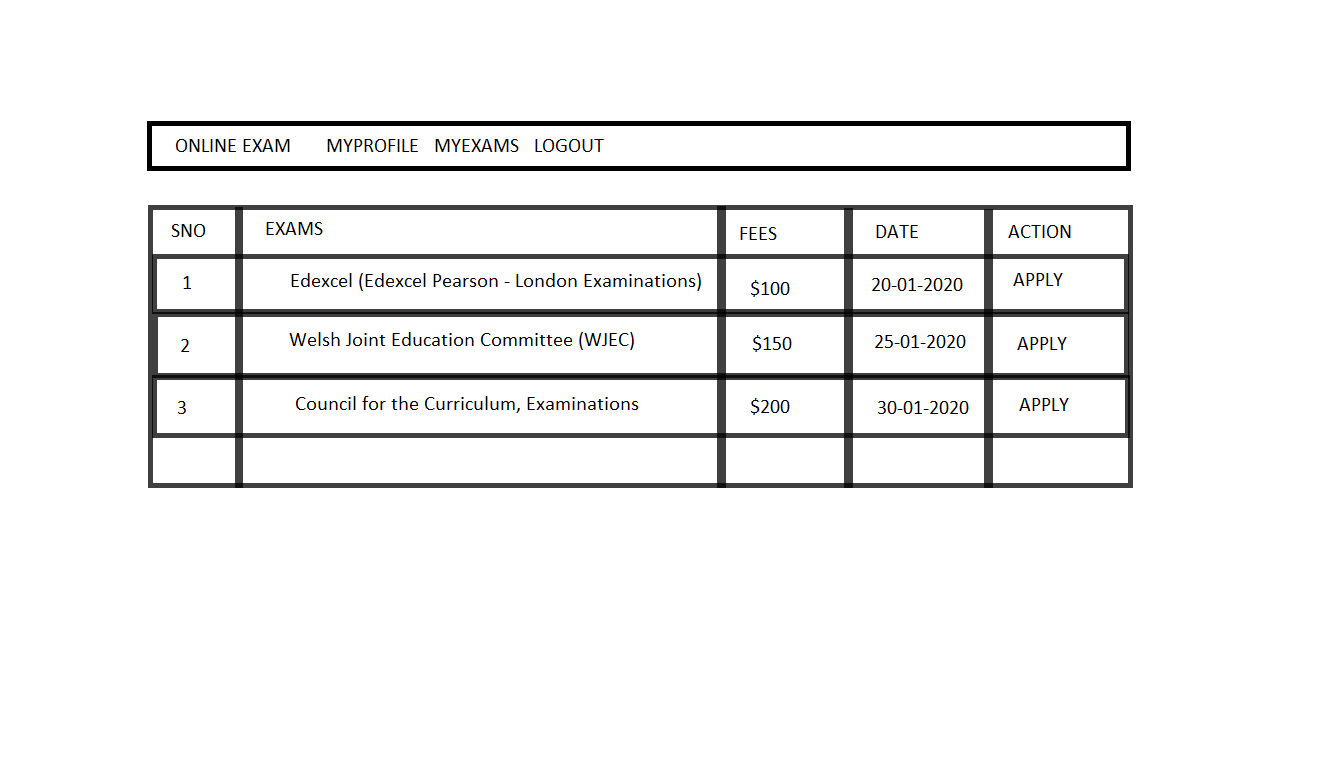 ONLINE EXAM MYPROFILE MYEXAMS LOGOUT
SNO EXAMS FEES DATE ACTION
1 Edexcel (Edexcel Pearson - London Examinations) $100 20-01-2020 APPLY
2 Welsh Joint Education Committee (WJEC) $150 25-01-2020 APPLY
3 Council for the Curriculum, Examinations $200 30-01-2020 APPLY